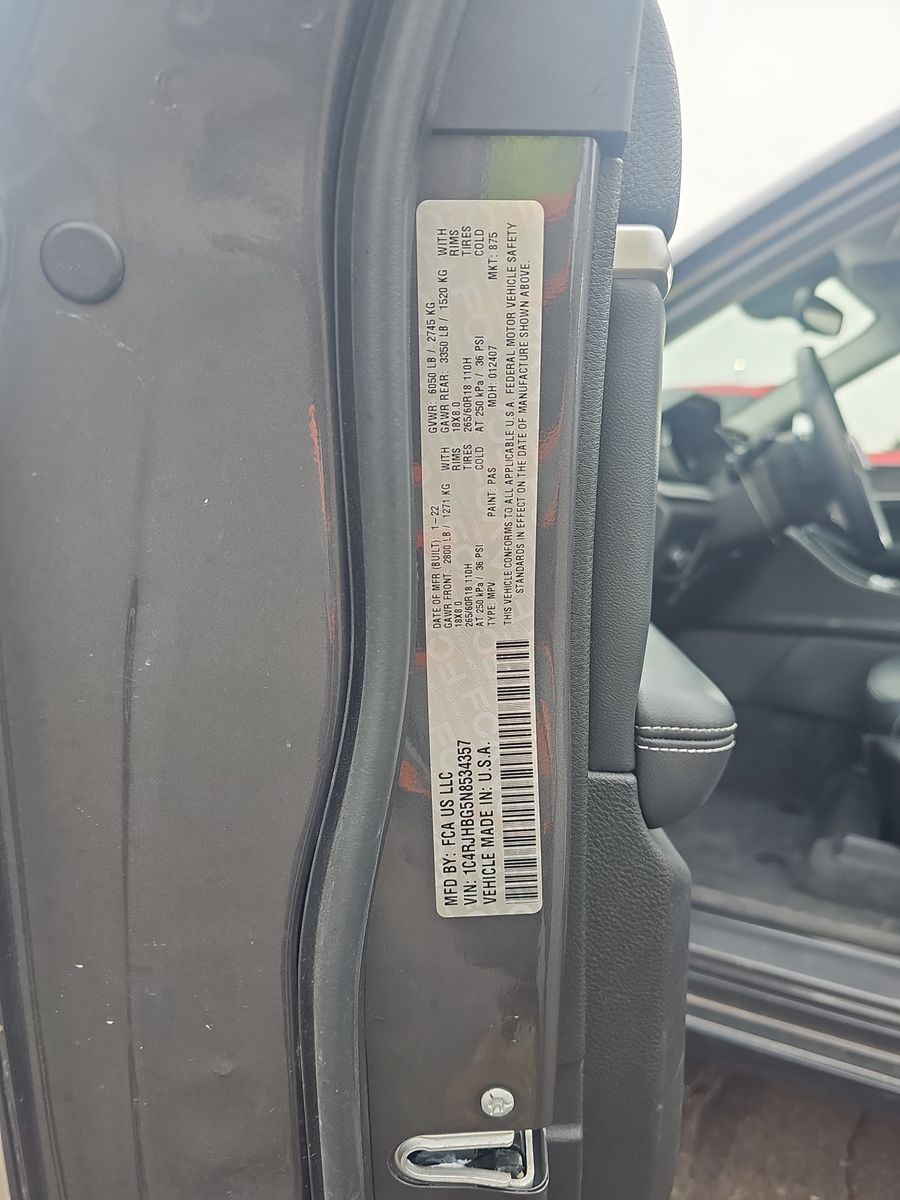 MFD BY: FCA US LLC
VIN: 1C4RJHBG5N8534357
VEHICLE MADE IN: U.S.A.
DATE OF MFR (BUILT): 1-22
GAWR FRONT: 2800 LB / 1271 KG WITH
18X8.0 RIMS
265/60R18 110H TIRES
AT 250 kPa / 36 PSI COLD
TYPE: MPV PAINT: PAS
GVWR: 6050 LB / 2745 KG
GAWR REAR: 3350 LB / 1520 KG WITH
18X8.0 RIMS
265/60R18 110H TIRES
AT 250 kPa / 36 PSI COLD
MDH: 012407 MKT: 875
THIS VEHICLE CONFORMS TO ALL APPLICABLE U.S.A. FEDERAL MOTOR VEHICLE SAFETY
STANDARDS IN EFFECT ON THE DATE OF MANUFACTURE SHOWN ABOVE.